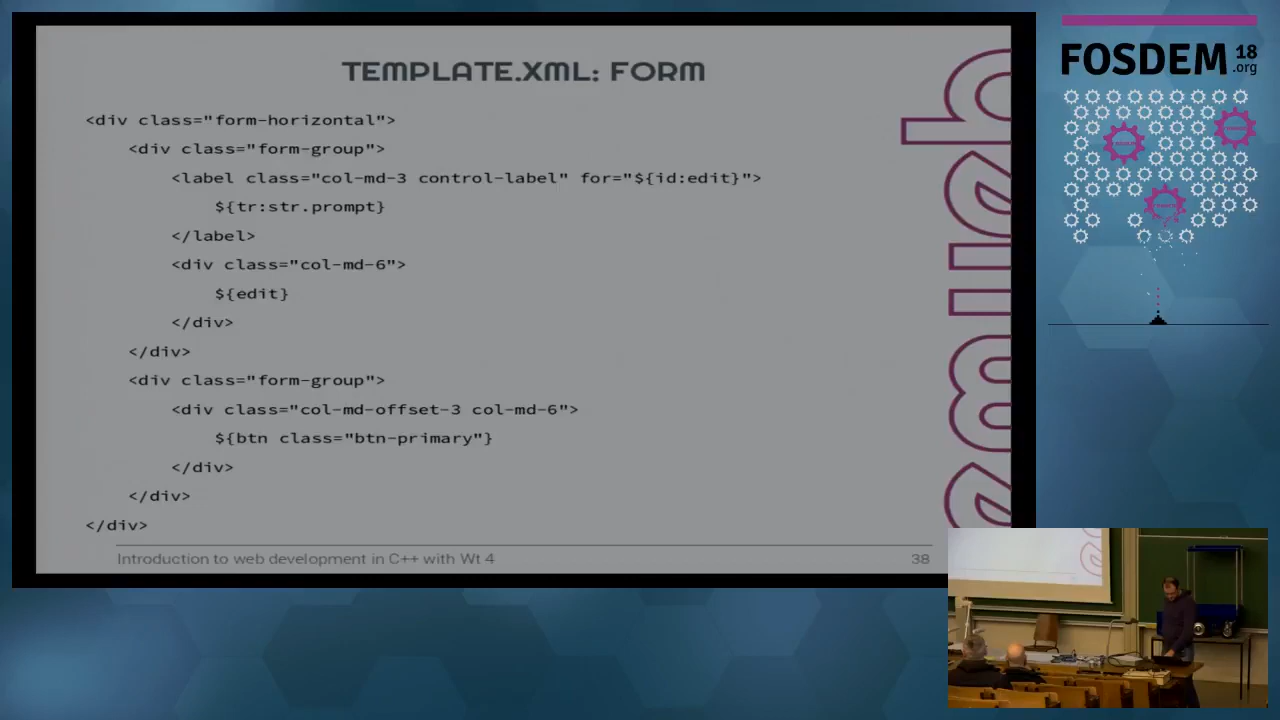 TEMPLATE.XML: FORM
<div class="form-horizontal">
<div class="form-group">
<label class="col-md-3 control-label" for="${id:edit}">
${tr:str.prompt}
</label>
<div class="col-md-6">
${edit}
</div>
</div>
<div class="form-group">
<div class="col-md-offset-3 col-md-6">
${btn class="btn-primary"}
</div>
</div>
</div>
Introduction to web development in C++ with Wt 4
38
FOSDEM 18
.org